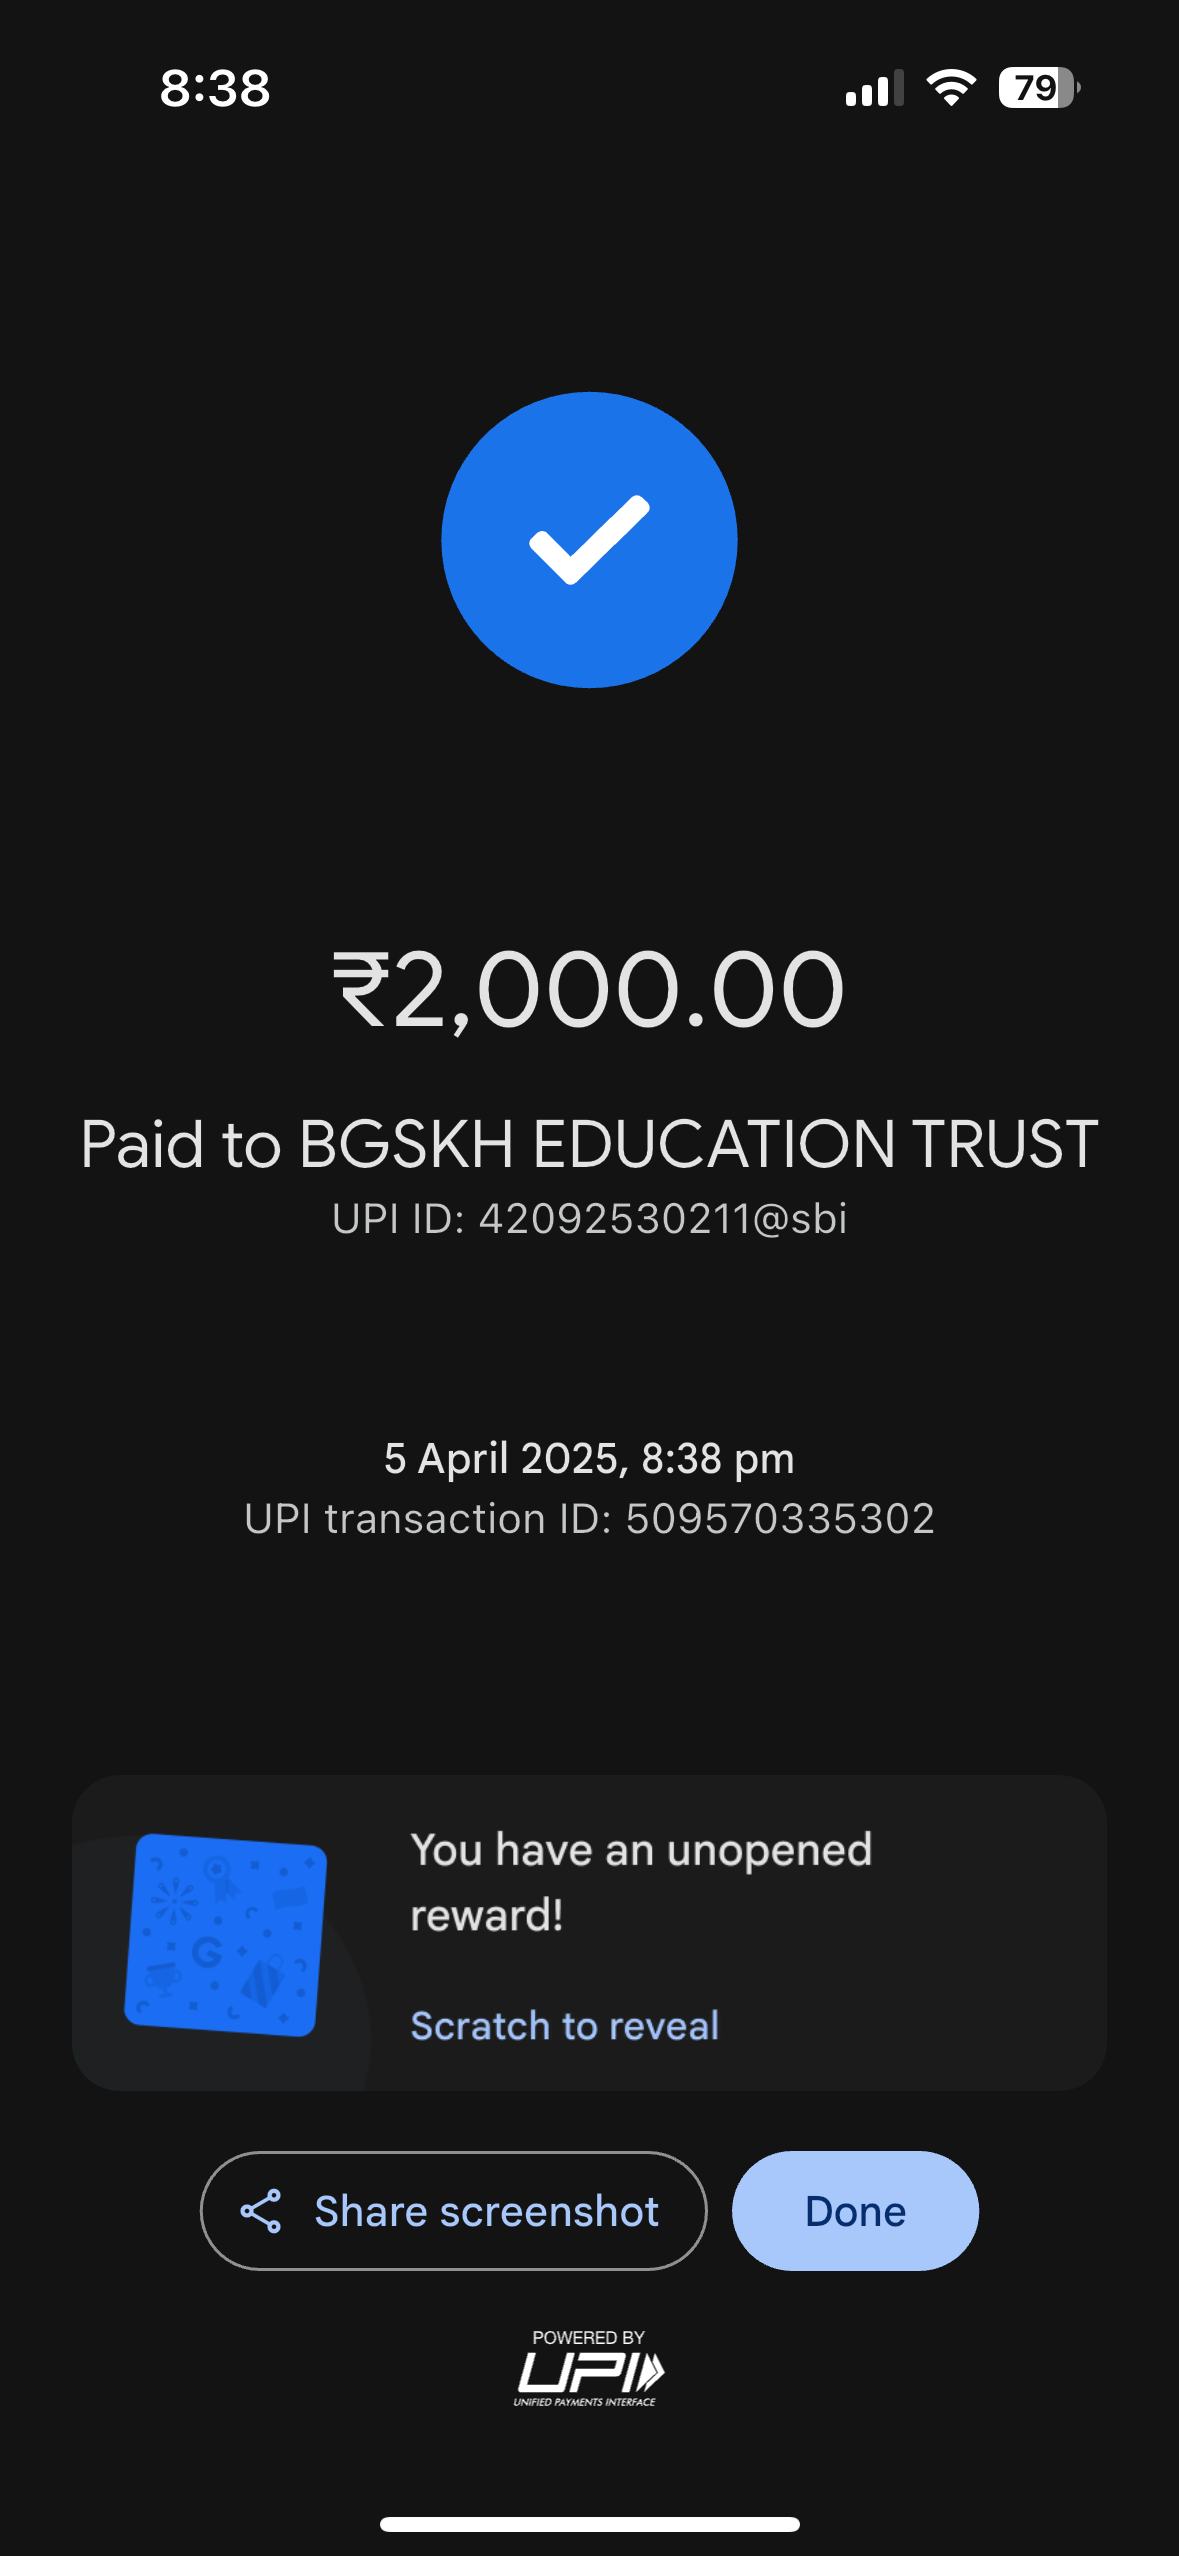 8:38
79
₹2,000.00
Paid to BGSKH EDUCATION TRUST
UPI ID: 42092530211@sbi
5 April 2025, 8:38 pm
UPI transaction ID: 509570335302
G
You have an unopened
reward!
Scratch to reveal
Share screenshot
Done
POWERED BY
UPI
UNIFIED PAYMENTS INTERFACE